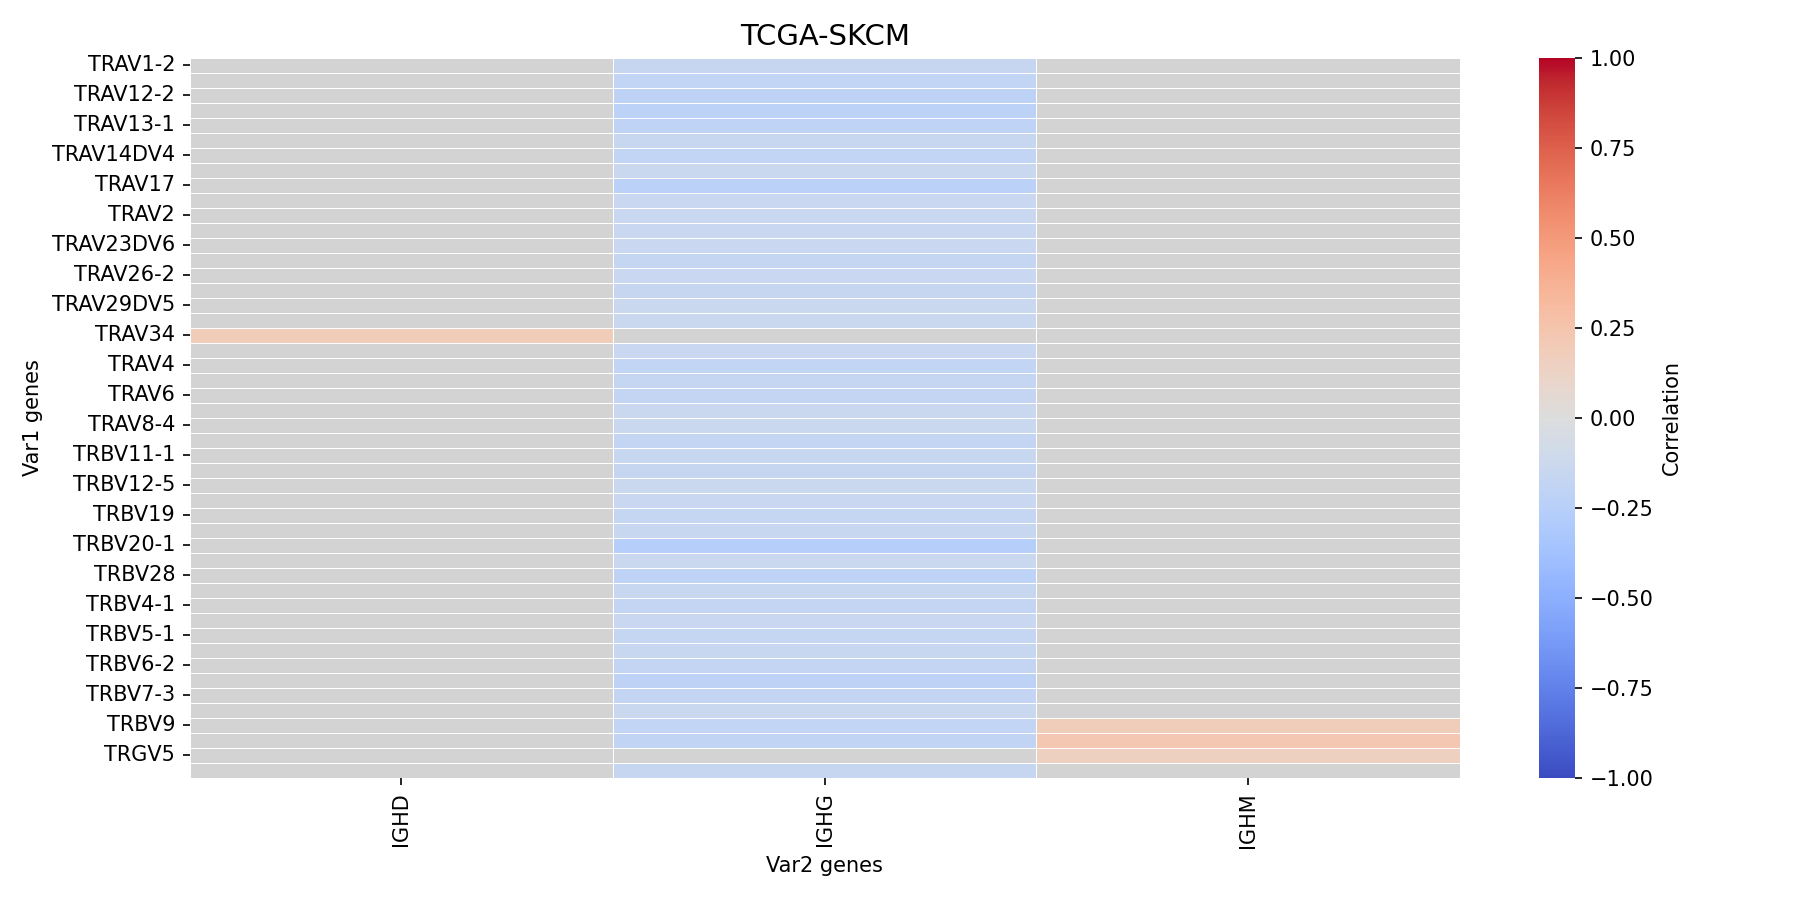 TCGA-SKCM
TRAV1-2
TRAV12-2
TRAV13-1
TRAV14DV4
TRAV17
TRAV2
TRAV23DV6
TRAV26-2
TRAV29DV5
TRAV34
TRAV4
TRAV6
TRAV8-4
TRBV11-1
TRBV12-5
TRBV19
TRBV20-1
TRBV28
TRBV4-1
TRBV5-1
TRBV6-2
TRBV7-3
TRBV9
TRGV5
Var1 genes
IGHD
IGHG
IGHM
Var2 genes
1.00
0.75
0.50
0.25
0.00
−0.25
−0.50
−0.75
−1.00
Correlation